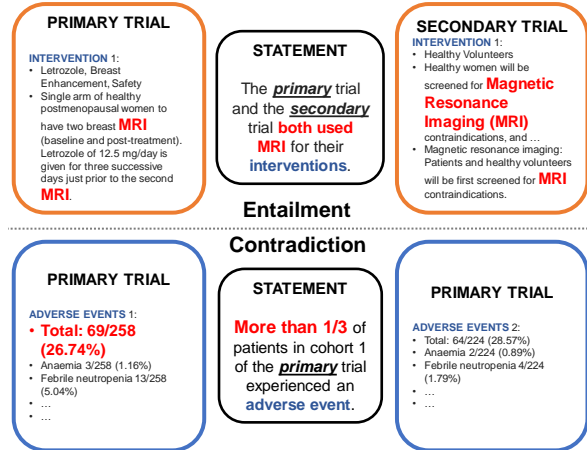 PRIMARY TRIAL
INTERVENTION 1:
• Letrozole, Breast
Enhancement, Safety
• Single arm of healthy
postmenopausal women to
have two breast MRI
(baseline and post-treatment).
Letrozole of 12.5 mg/day is
given for three successive
days just prior to the second
MRI.
STATEMENT
The primary trial
and the secondary
trial both used
MRI for their
interventions.
SECONDARY TRIAL
INTERVENTION 1:
• Healthy Volunteers
• Healthy women will be
screened for Magnetic
Resonance
Imaging (MRI)
contraindications, and …
• Magnetic resonance imaging:
Patients and healthy volunteers
will be first screened for MRI
contraindications.
Entailment
Contradiction
PRIMARY TRIAL
ADVERSE EVENTS 1:
• Total: 69/258
(26.74%)
• Anaemia 3/258 (1.16%)
• Febrile neutropenia 13/258
(5.04%)
• …
• …
STATEMENT
More than 1/3 of
patients in cohort 1
of the primary trial
experienced an
adverse event.
PRIMARY TRIAL
ADVERSE EVENTS 2:
• Total: 64/224 (28.57%)
• Anaemia 2/224 (0.89%)
• Febrile neutropenia 4/224
(1.79%)
• …
• …